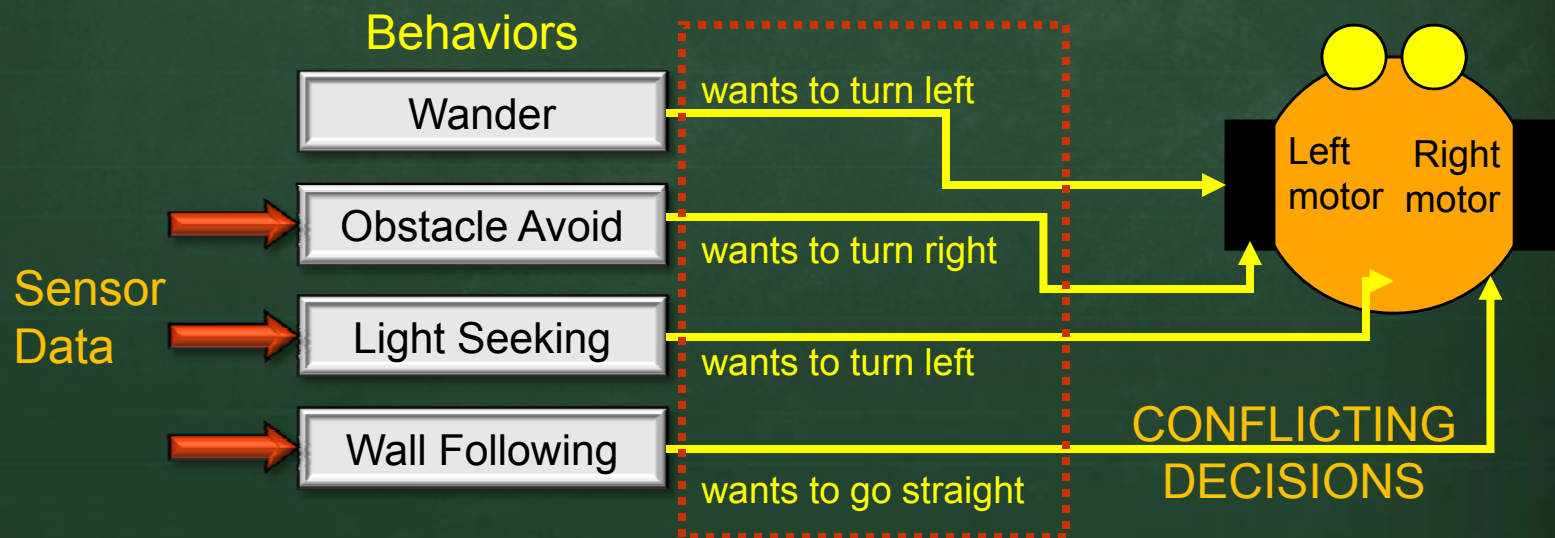 Behaviors
Wander
wants to turn left
Obstacle Avoid
wants to turn right
Sensor
Data
Light Seeking
wants to turn left
Wall Following
wants to go straight
Left
motor
Right
motor
CONFLICTING
DECISIONS